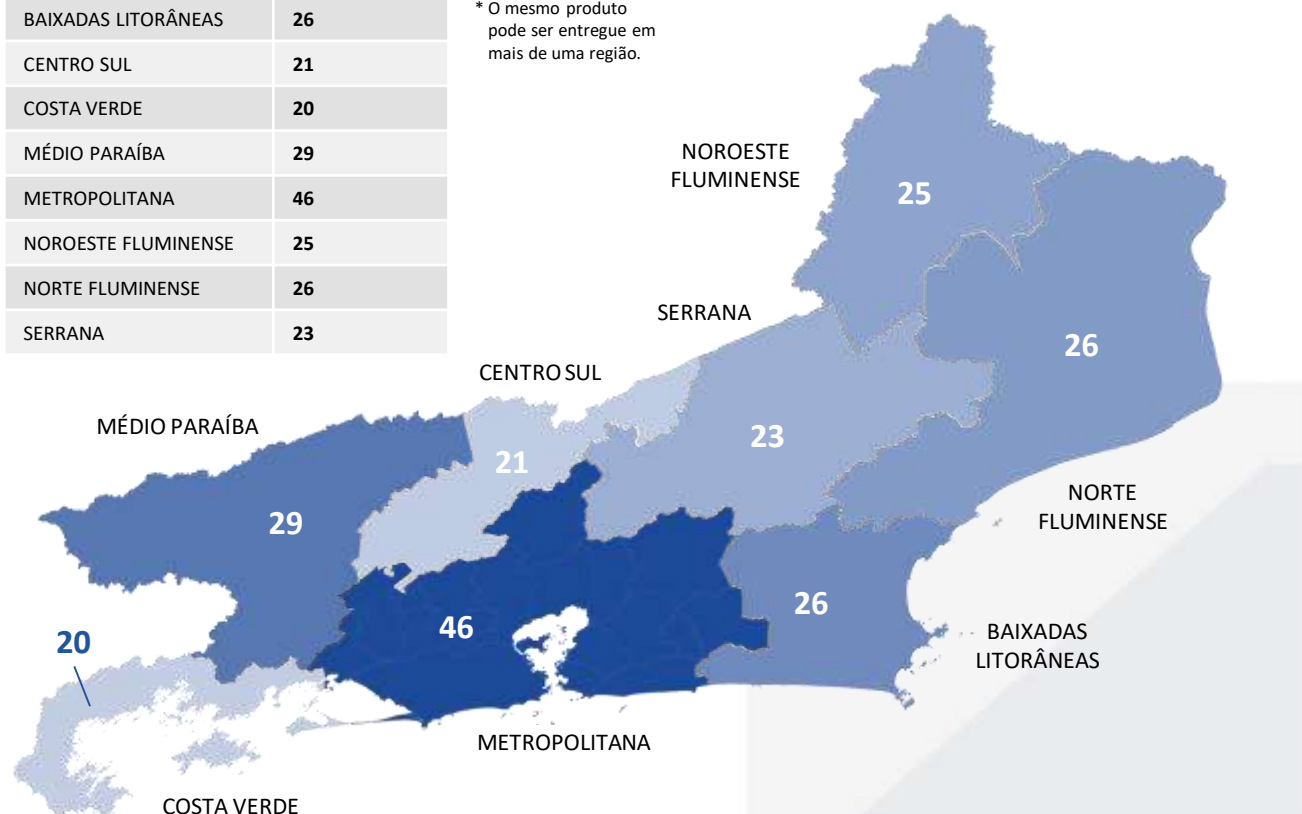 BAIXADAS LITORÂNEAS 26
CENTRO SUL 21
COSTA VERDE 20
MÉDIO PARAÍBA 29
METROPOLITANA 46
NOROESTE FLUMINENSE 25
NORTE FLUMINENSE 26
SERRANA 23
* O mesmo produto
pode ser entregue em
mais de uma região.
NOROESTE
FLUMINENSE
25
SERRANA
26
CENTRO SUL
MÉDIO PARAÍBA
23
21
NORTE
FLUMINENSE
29
26
46
20
BAIXADAS
LITORÂNEAS
METROPOLITANA
COSTA VERDE